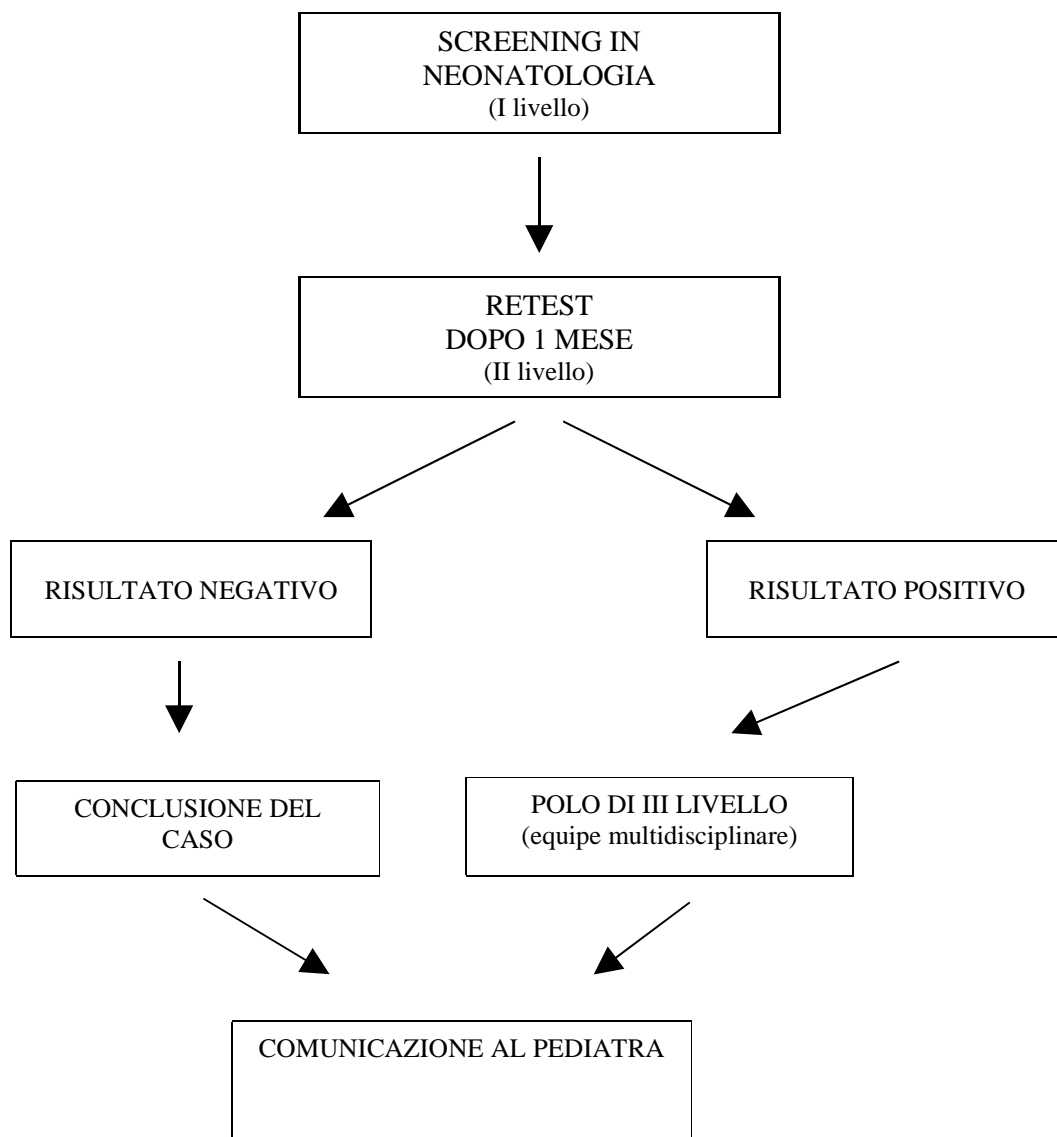 SCREENING IN
NEONATOLOGIA
(I livello)
RETEST
DOPO 1 MESE
(II livello)
RISULTATO NEGATIVO
RISULTATO POSITIVO
CONCLUSIONE DEL
CASO
POLO DI III LIVELLO
(equipe multidisciplinare)
COMUNICAZIONE AL PEDIATRA